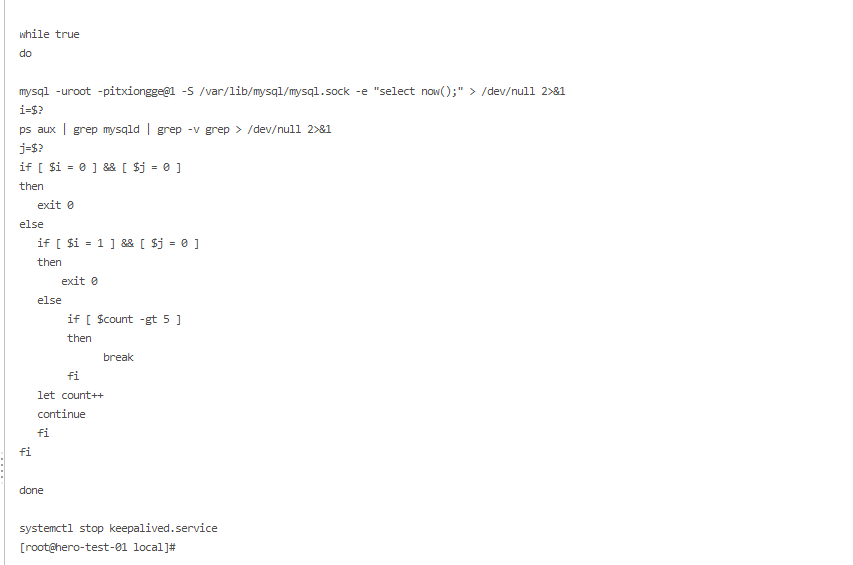 while true
do
mysql -uroot -pitxiongge@1 -S /var/lib/mysql/mysql.sock -e "select now();" > /dev/null 2>&1
i=$?
ps aux | grep mysqld | grep -v grep > /dev/null 2>&1
j=$?
if [ $i = 0 ] && [ $j = 0 ]
then
   exit 0
else
   if [ $i = 1 ] && [ $j = 0 ]
   then
       exit 0
   else
        if [ $count -gt 5 ]
        then
              break
        fi
   let count++
   continue
   fi
fi
done
systemctl stop keepalived.service
[root@hero-test-01 local]#